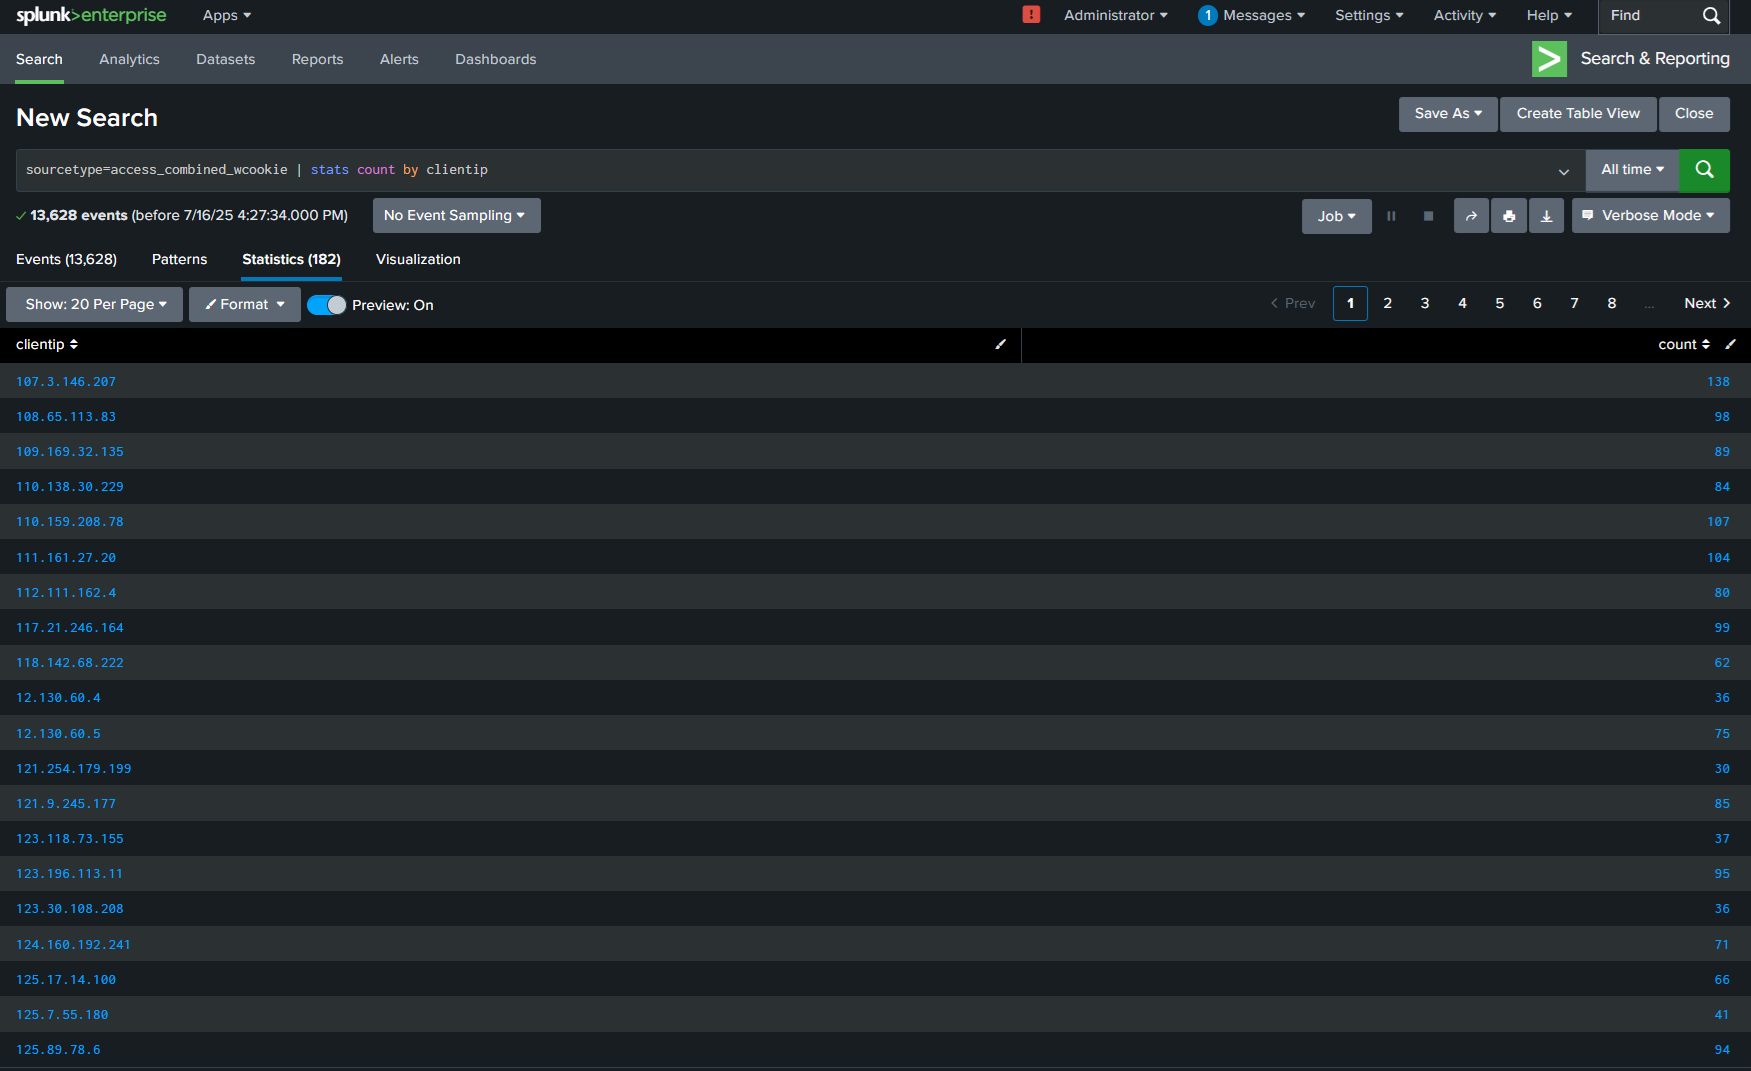 splunk>enterprise Apps Administrator 1 Messages Settings Activity Help Find
Search Analytics Datasets Reports Alerts Dashboards Search & Reporting
New Search Save As Create Table View Close
sourcetype=access_combined_wcookie | stats count by clientip All time
13,628 events (before 7/16/25 4:27:34.000 PM) No Event Sampling Job Verbose Mode
Events (13,628) Patterns Statistics (182) Visualization
Show: 20 Per Page Format Preview: On < Prev 1 2 3 4 5 6 7 8 ... Next >
clientip count
107.3.146.207 138
108.65.113.83 98
109.169.32.135 89
110.138.30.229 84
110.159.208.78 107
111.161.27.20 104
112.111.162.4 80
117.21.246.164 99
118.142.68.222 62
12.130.60.4 36
12.130.60.5 75
121.254.179.199 30
121.9.245.177 85
123.118.73.155 37
123.196.113.11 95
123.30.108.208 36
124.160.192.241 71
125.17.14.100 66
125.7.55.180 41
125.89.78.6 94